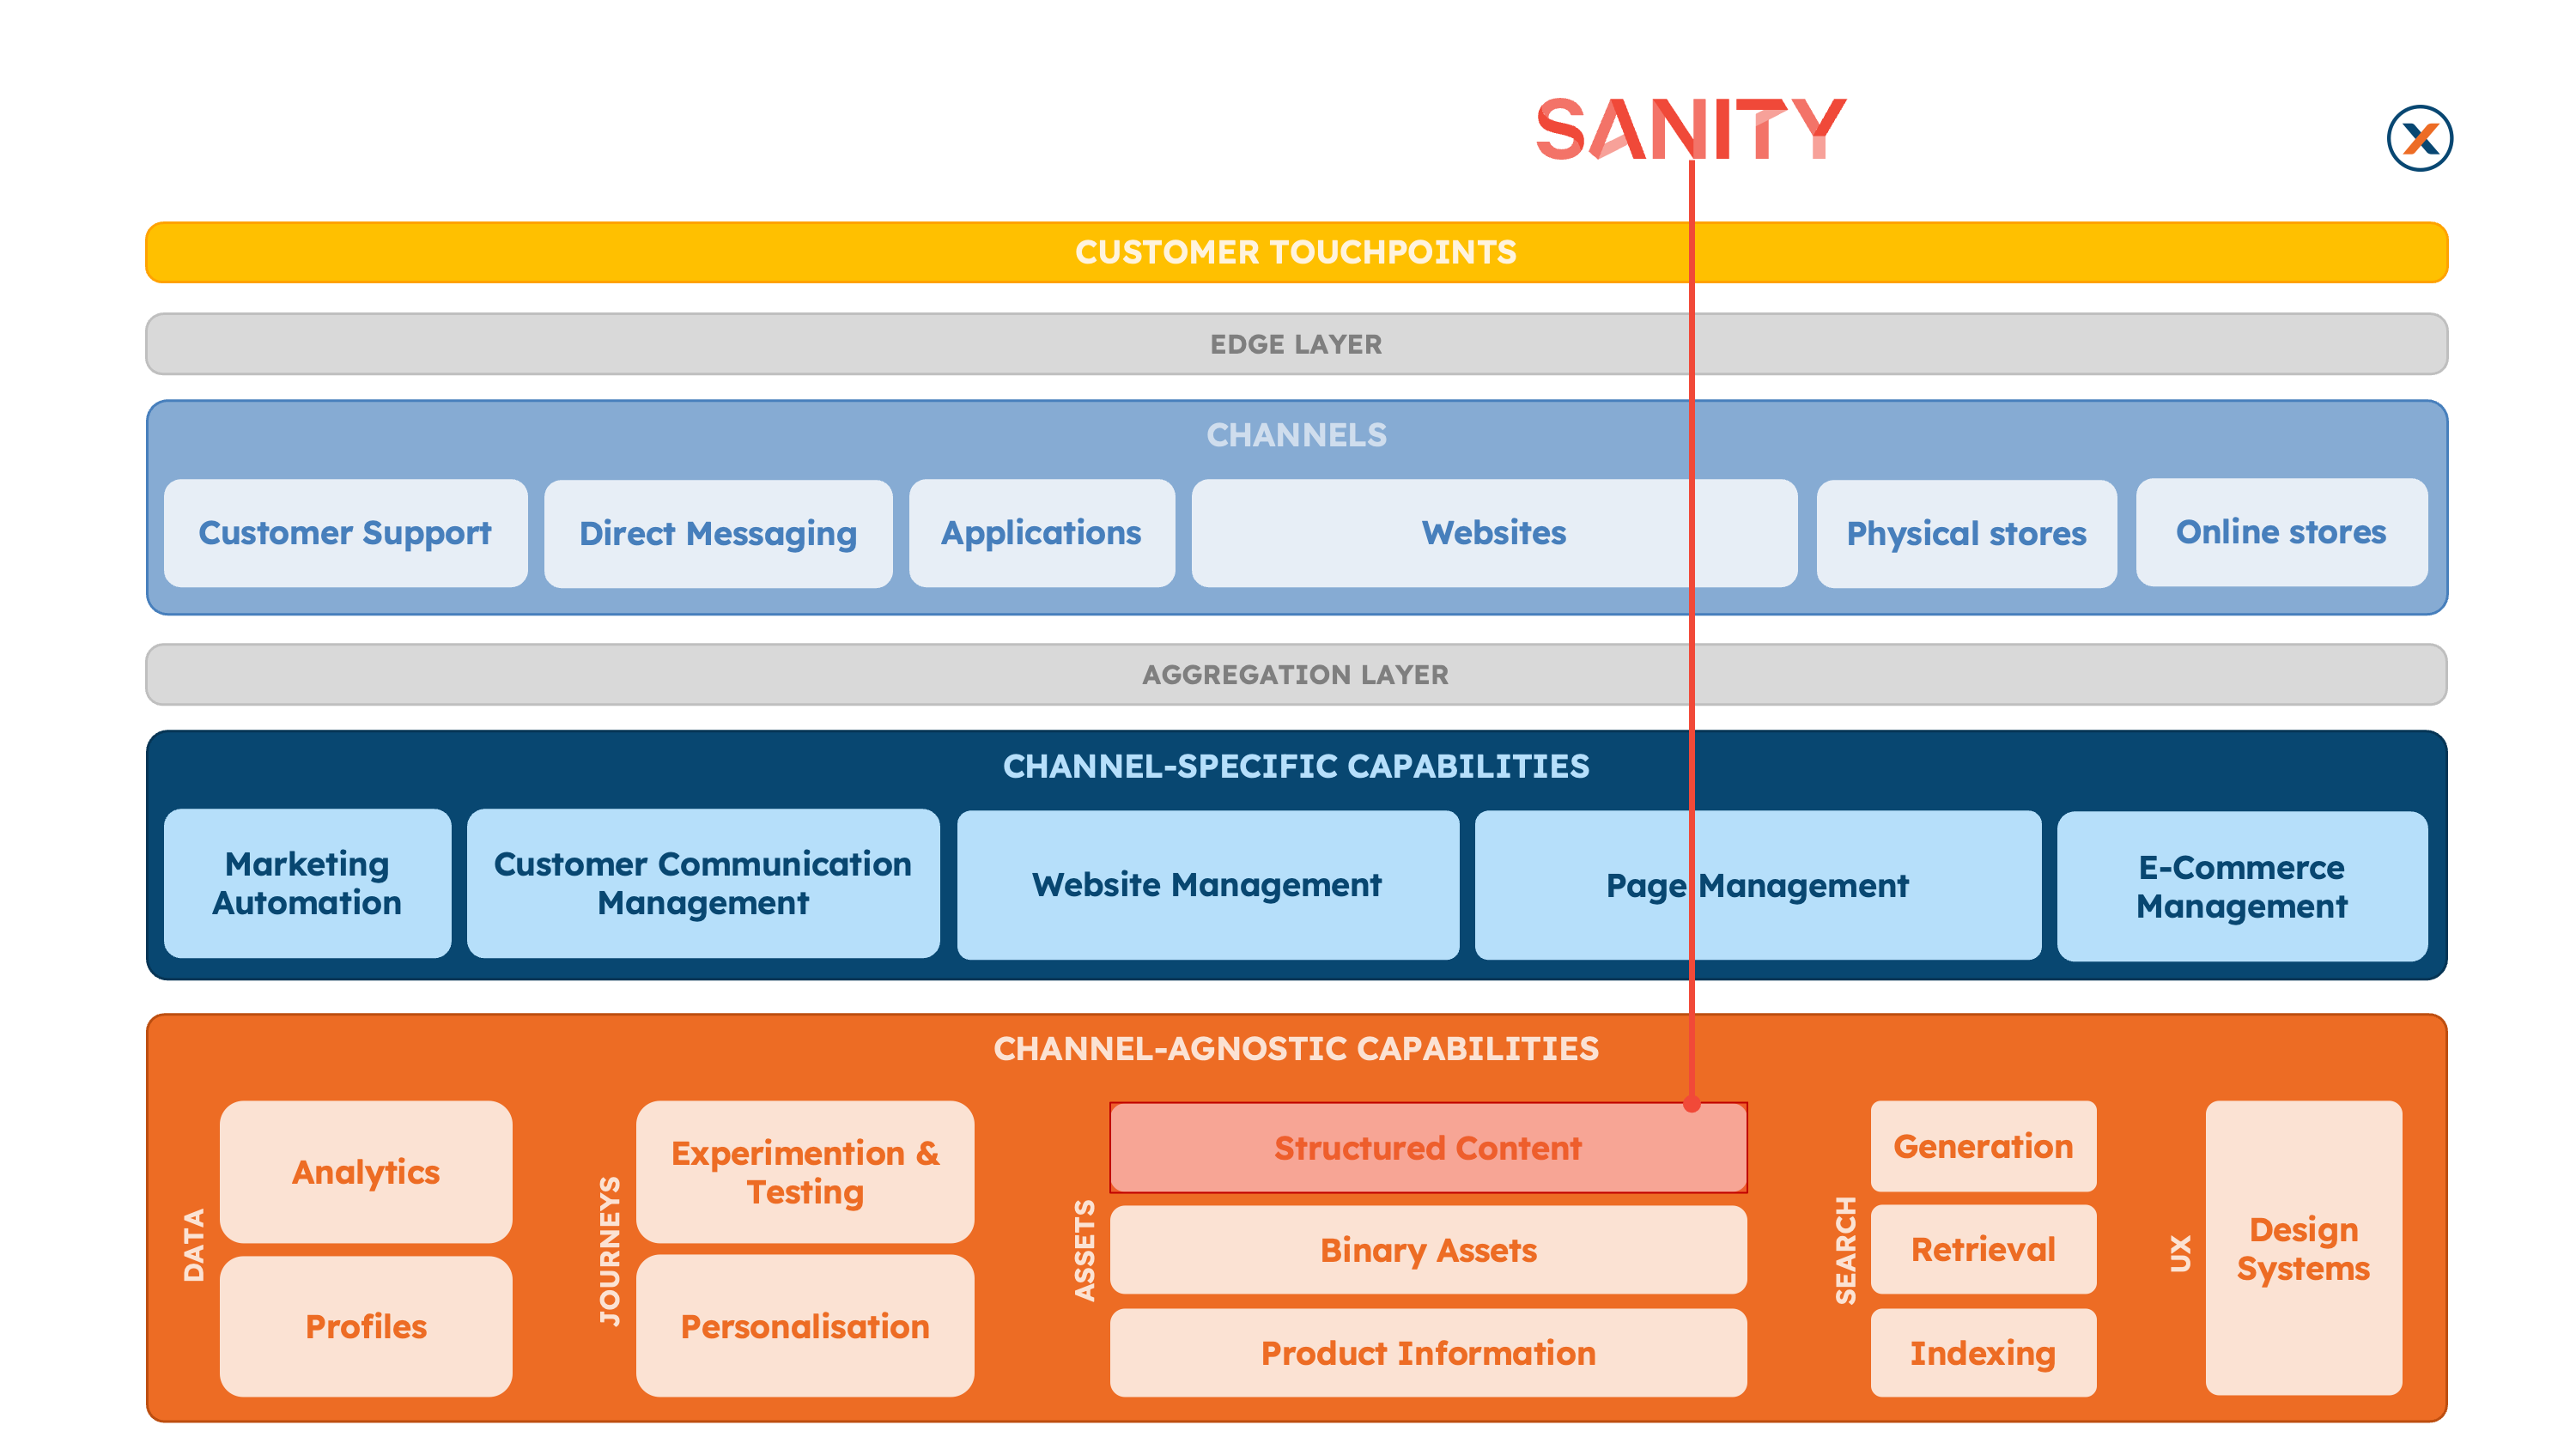 SANITY
X
CUSTOMER TOUCHPOINTS
EDGE LAYER
CHANNELS
Customer Support
Direct Messaging
Applications
Websites
Physical stores
Online stores
AGGREGATION LAYER
CHANNEL-SPECIFIC CAPABILITIES
Marketing
Automation
Customer Communication
Management
Website Management
Page Management
E-Commerce
Management
CHANNEL-AGNOSTIC CAPABILITIES
DATA
Analytics
Profiles
JOURNEYS
Experimention &
Testing
Personalisation
ASSETS
Structured Content
Binary Assets
Product Information
SEARCH
Generation
Retrieval
Indexing
UX
Design
Systems